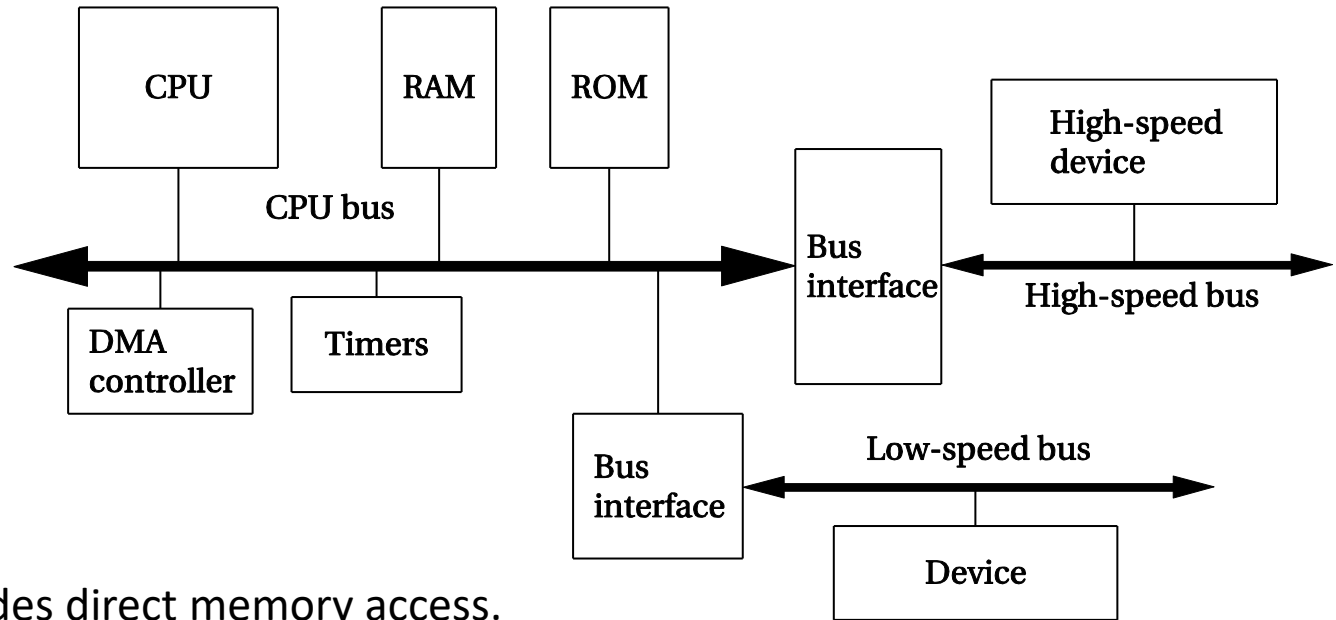 CPU
RAM
ROM
High-speed
device
CPU bus
Bus
interface
High-speed bus
DMA
controller
Timers
Low-speed bus
Bus
interface
Device
direct memory access.